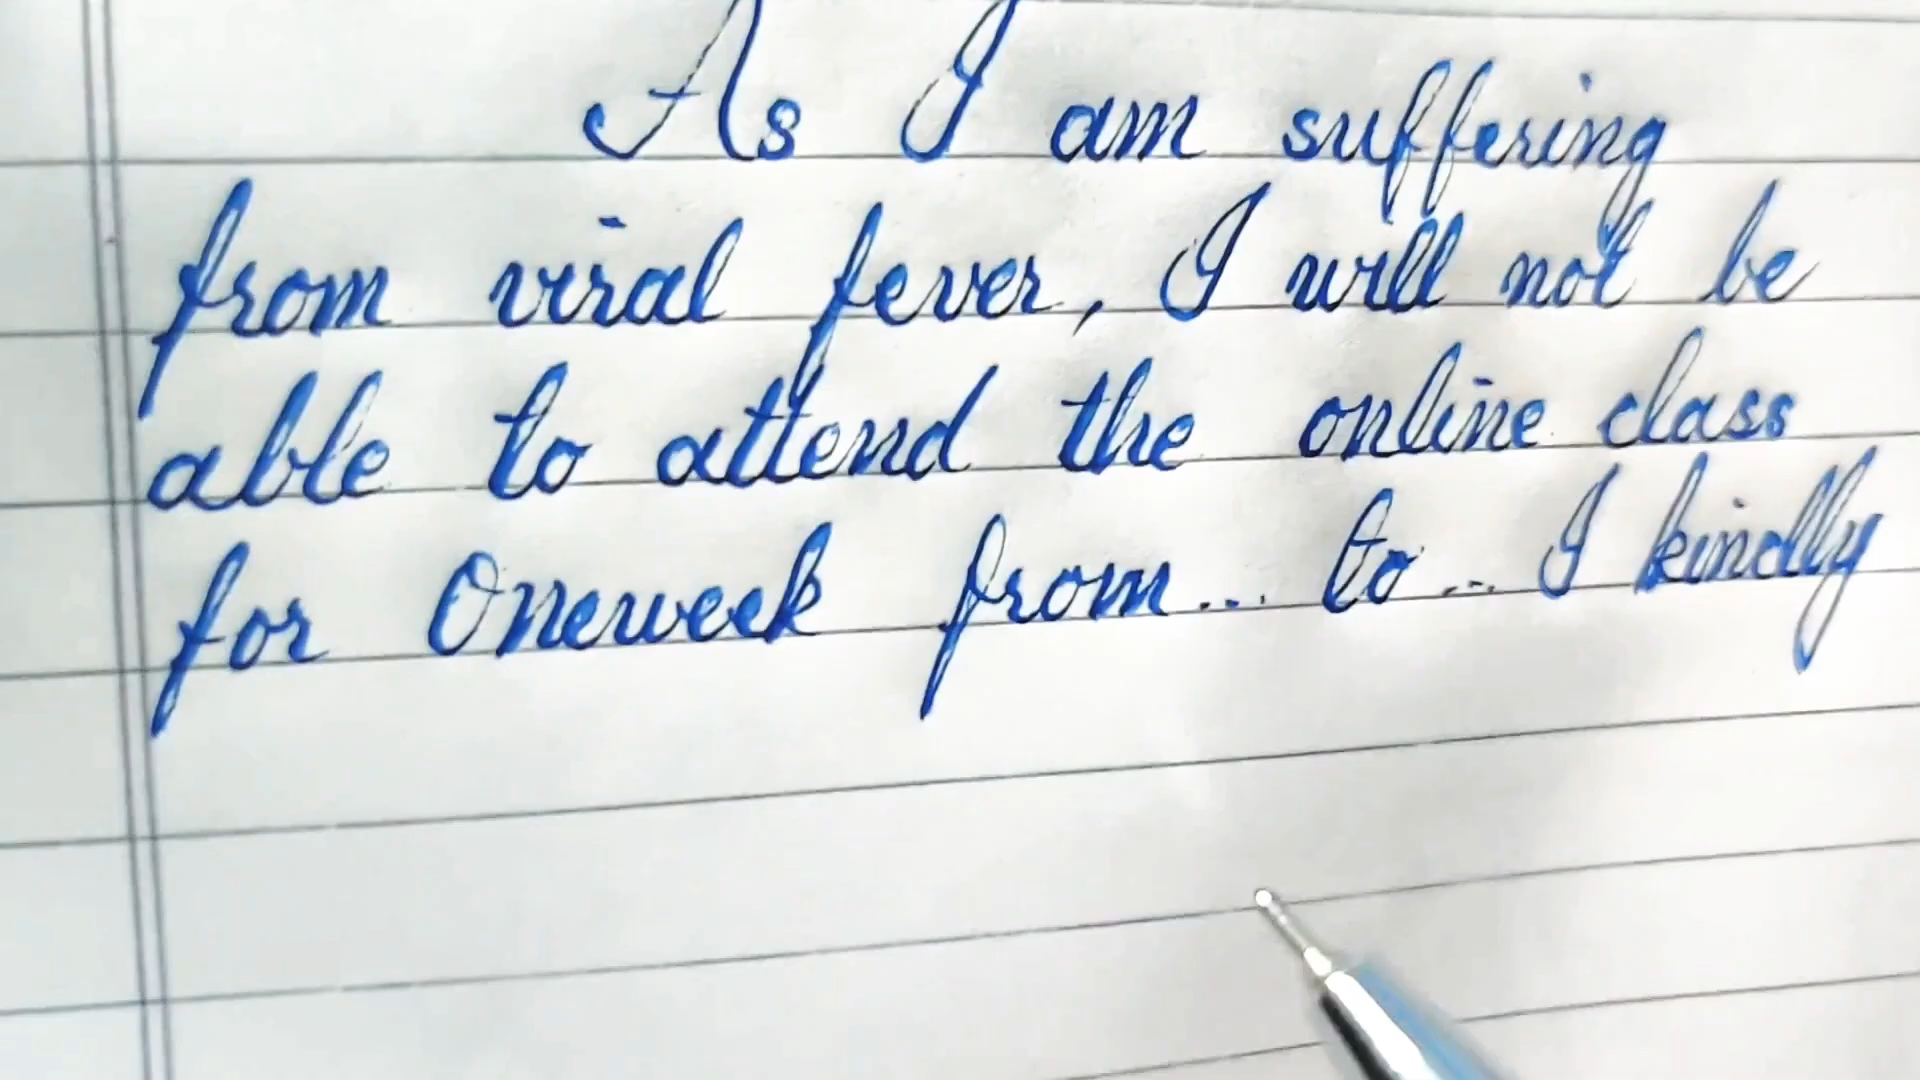 As I am suffering
from viral fever, I will not be
able to attend the online class
for Oneweek from... to... I kindly